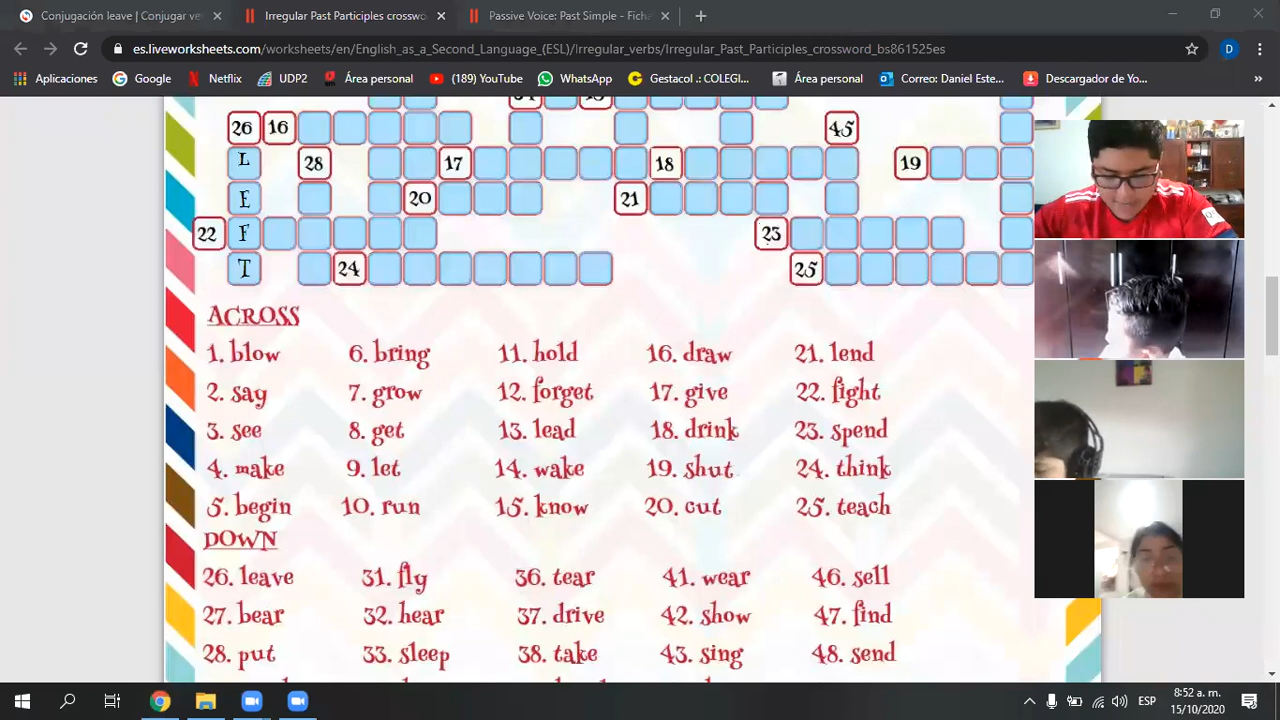 Conjugación leave | Conjugar ve
Irregular Past Participles crossw
Passive Voice: Past Simple - Fich
es.liveworksheets.com/worksheets/en/English_as_a_Second_Language_(ESL)/Irregular_verbs/Irregular_Past_Participles_crossword_bs861525es
D
Aplicaciones Google Netflix UDP2 Área personal (189) YouTube WhatsApp Gestacol .: COLEGI... Área personal Correo: Daniel Este... Descargador de Yo... »
26 16 45
L 28 17 18 19
E 20 21
22 F 23
T 24 25
ACROSS
1. blow 6. bring 11. hold 16. draw 21. lend
2. say 7. grow 12. forget 17. give 22. fight
3. see 8. get 13. lead 18. drink 23. spend
4. make 9. let 14. wake 19. shut 24. think
5. begin 10. run 15. know 20. cut 25. teach
DOWN
26. leave 31. fly 36. tear 41. wear 46. sell
27. bear 32. hear 37. drive 42. show 47. find
28. put 33. sleep 38. take 43. sing 48. send
ESP
8:52 a. m.
15/10/2020